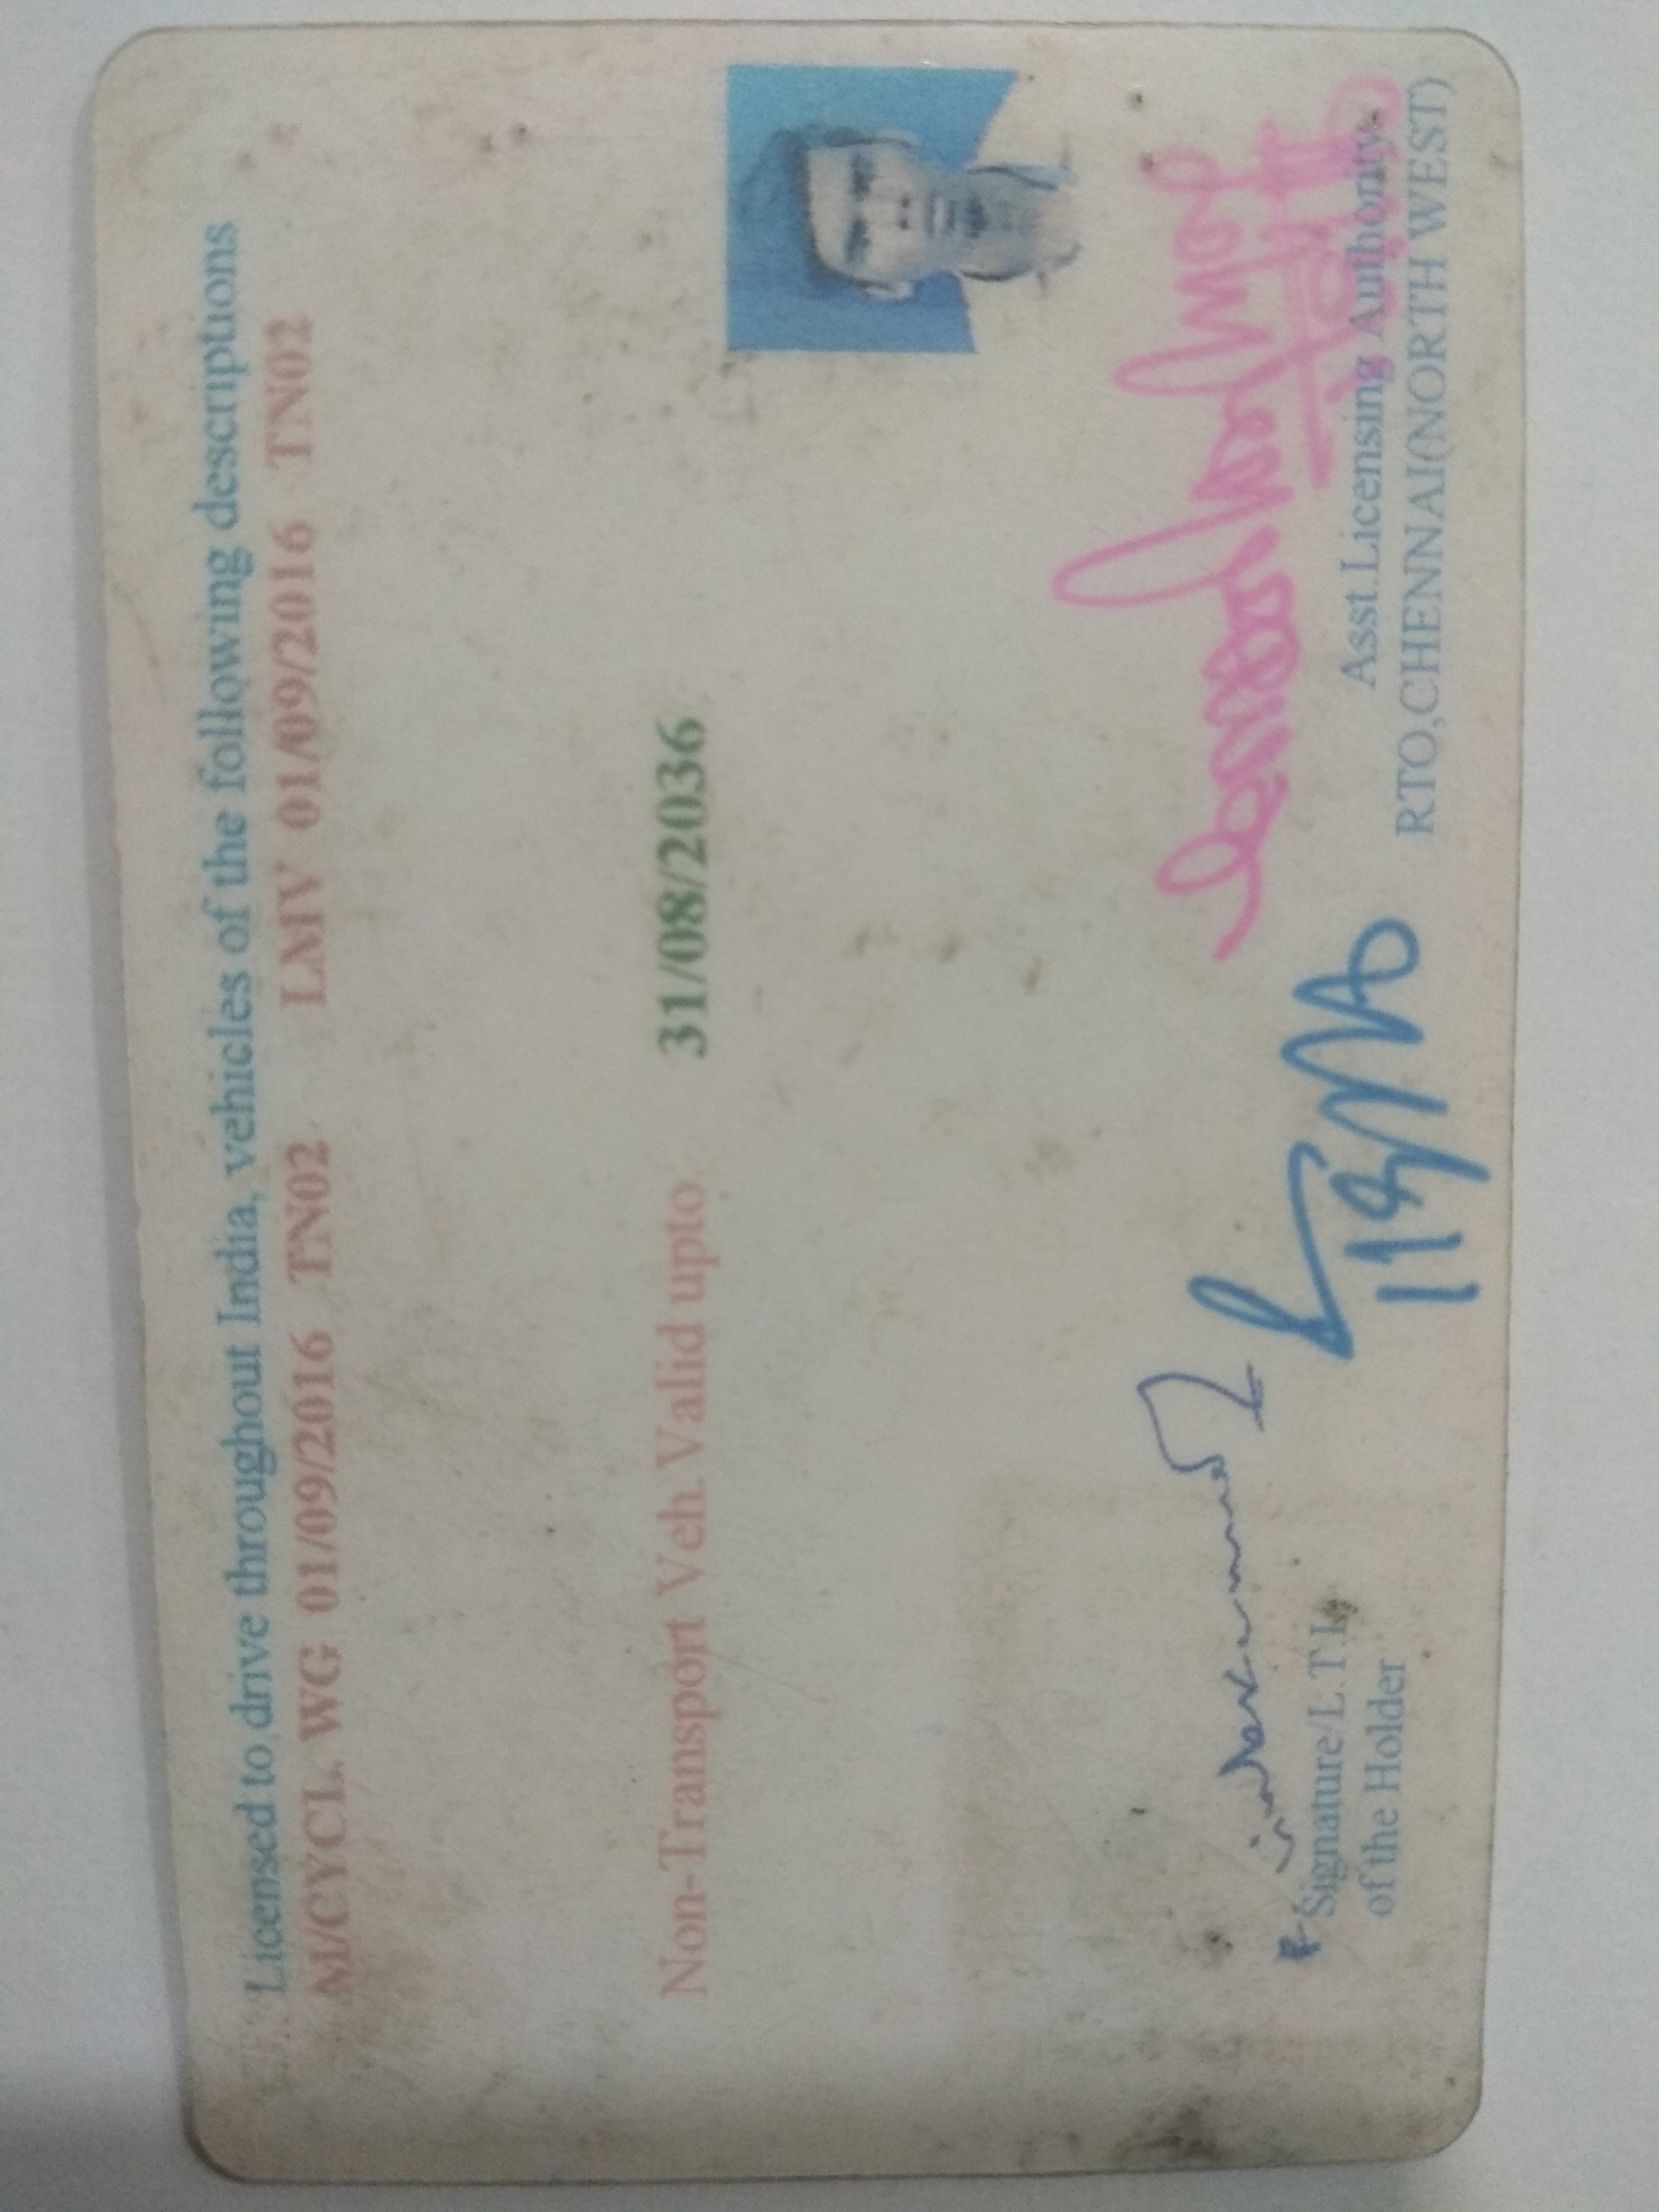 Licensed to drive throughout India, vehicles of the following descriptions
M/CYCL. WG 01/09/2016 TN02 LMV 01/09/2016 TN02
Non-Transport Veh. Valid upto 31/08/2036
Signature/L.T.I.
of the Holder
Asst.Licensing Authority
RTO,CHENNAI(NORTH WEST)